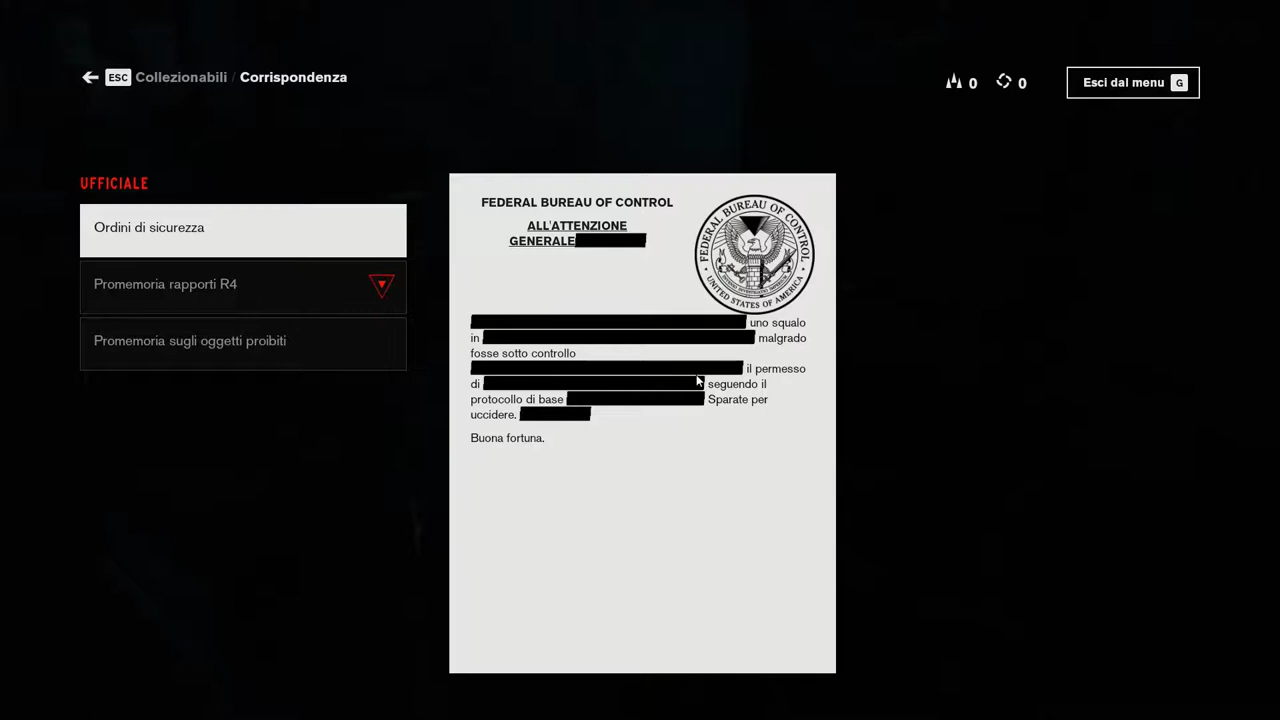 ESC Collezionabili / Corrispondenza
0 0
Esci dal menu G
UFFICIALE
Ordini di sicurezza
Promemoria rapporti R4
Promemoria sugli oggetti proibiti
FEDERAL BUREAU OF CONTROL
ALL'ATTENZIONE
GENERALE
FEDERAL BUREAU OF CONTROL
UNITED STATES OF AMERICA
uno squalo
in malgrado
fosse sotto controllo
il permesso
di seguendo il
protocollo di base Sparate per
uccidere.
Buona fortuna.